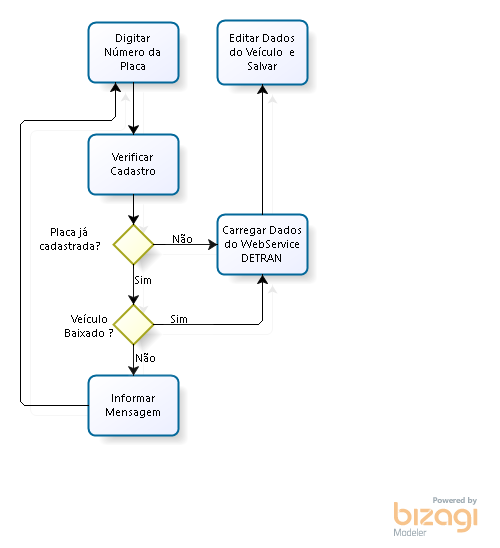 Digitar
Número da
Placa
Editar Dados
do Veículo e
Salvar
Verificar
Cadastro
Placa já
cadastrada?
Não
Carregar Dados
do WebService
DETRAN
Sim
Veículo
Baixado ?
Sim
Não
Informar
Mensagem
Powered by
bizagi
Modeler